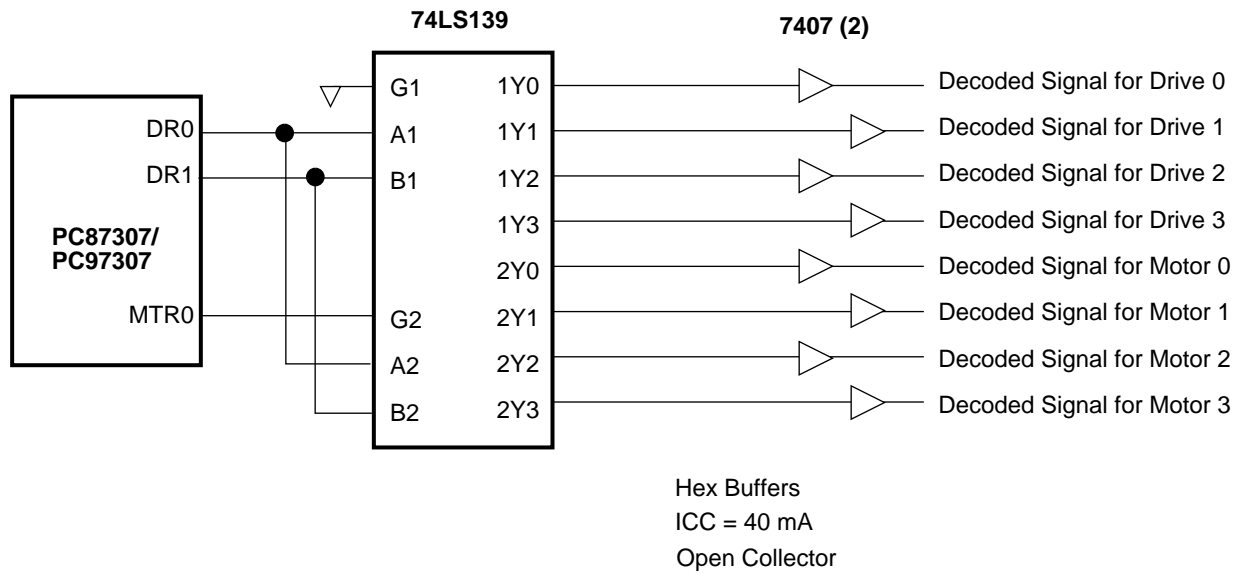 74LS139
7407 (2)
G1
1Y0
Decoded Signal for Drive 0
DR0
A1
1Y1
Decoded Signal for Drive 1
DR1
B1
1Y2
Decoded Signal for Drive 2
1Y3
Decoded Signal for Drive 3
PC87307/
PC97307
2Y0
Decoded Signal for Motor 0
MTR0
G2
2Y1
Decoded Signal for Motor 1
A2
2Y2
Decoded Signal for Motor 2
B2
2Y3
Decoded Signal for Motor 3
Hex Buffers
ICC = 40 mA
Open Collector